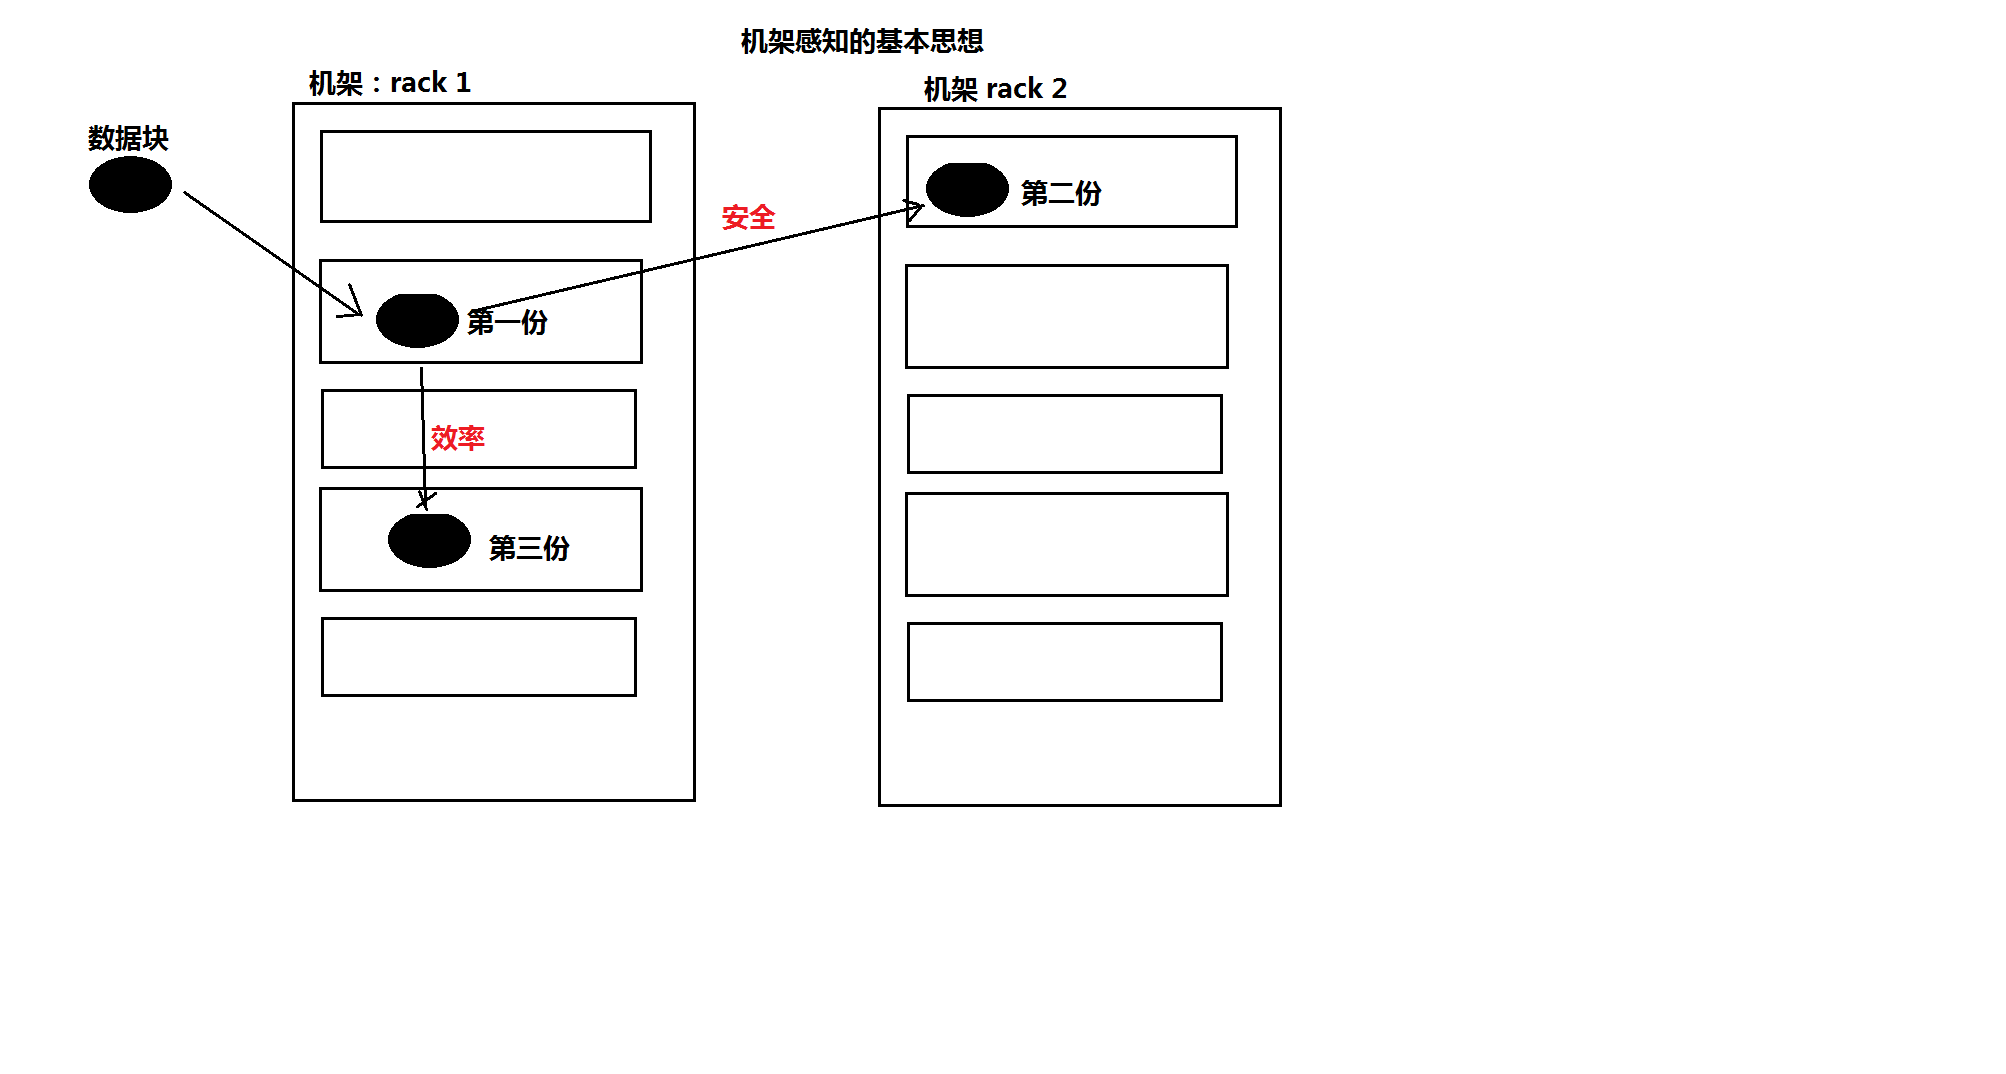 机架感知的基本思想
机架：rack 1
机架 rack 2
数据块
第二份
安全
第一份
效率
第三份